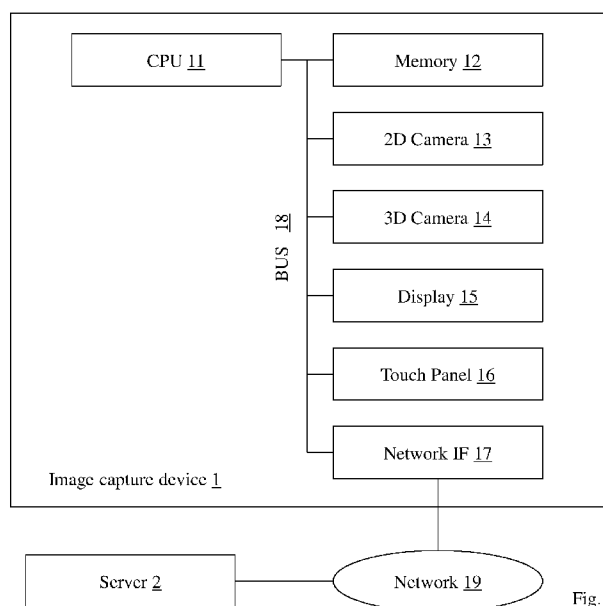 CPU 11
Memory 12
2D Camera 13
3D Camera 14
BUS 18
Display 15
Touch Panel 16
Network IF 17
Image capture device 1
Server 2
Network 19
Fig.